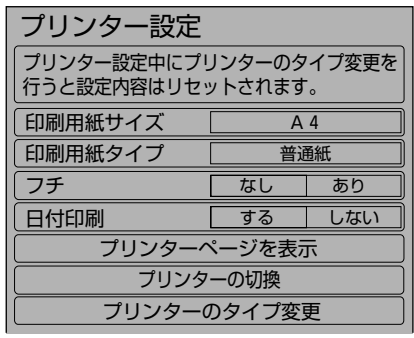 プリンター設定
プリンター設定中にプリンターのタイプ変更を
行うと設定内容はリセットされます。
印刷用紙サイズ A4
印刷用紙タイプ 普通紙
フチ なし あり
日付印刷 する しない
プリンターページを表示
プリンターの切換
プリンターのタイプ変更